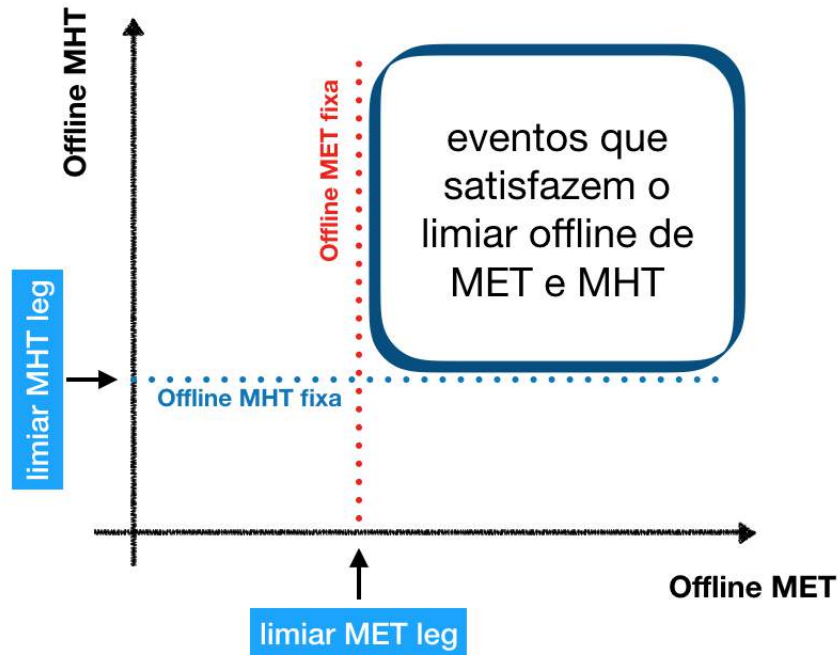 Offline MHT
Offline MET fixa
eventos que
satisfazem o
limiar offline de
MET e MHT
limiar MHT leg
Offline MHT fixa
Offline MET
limiar MET leg